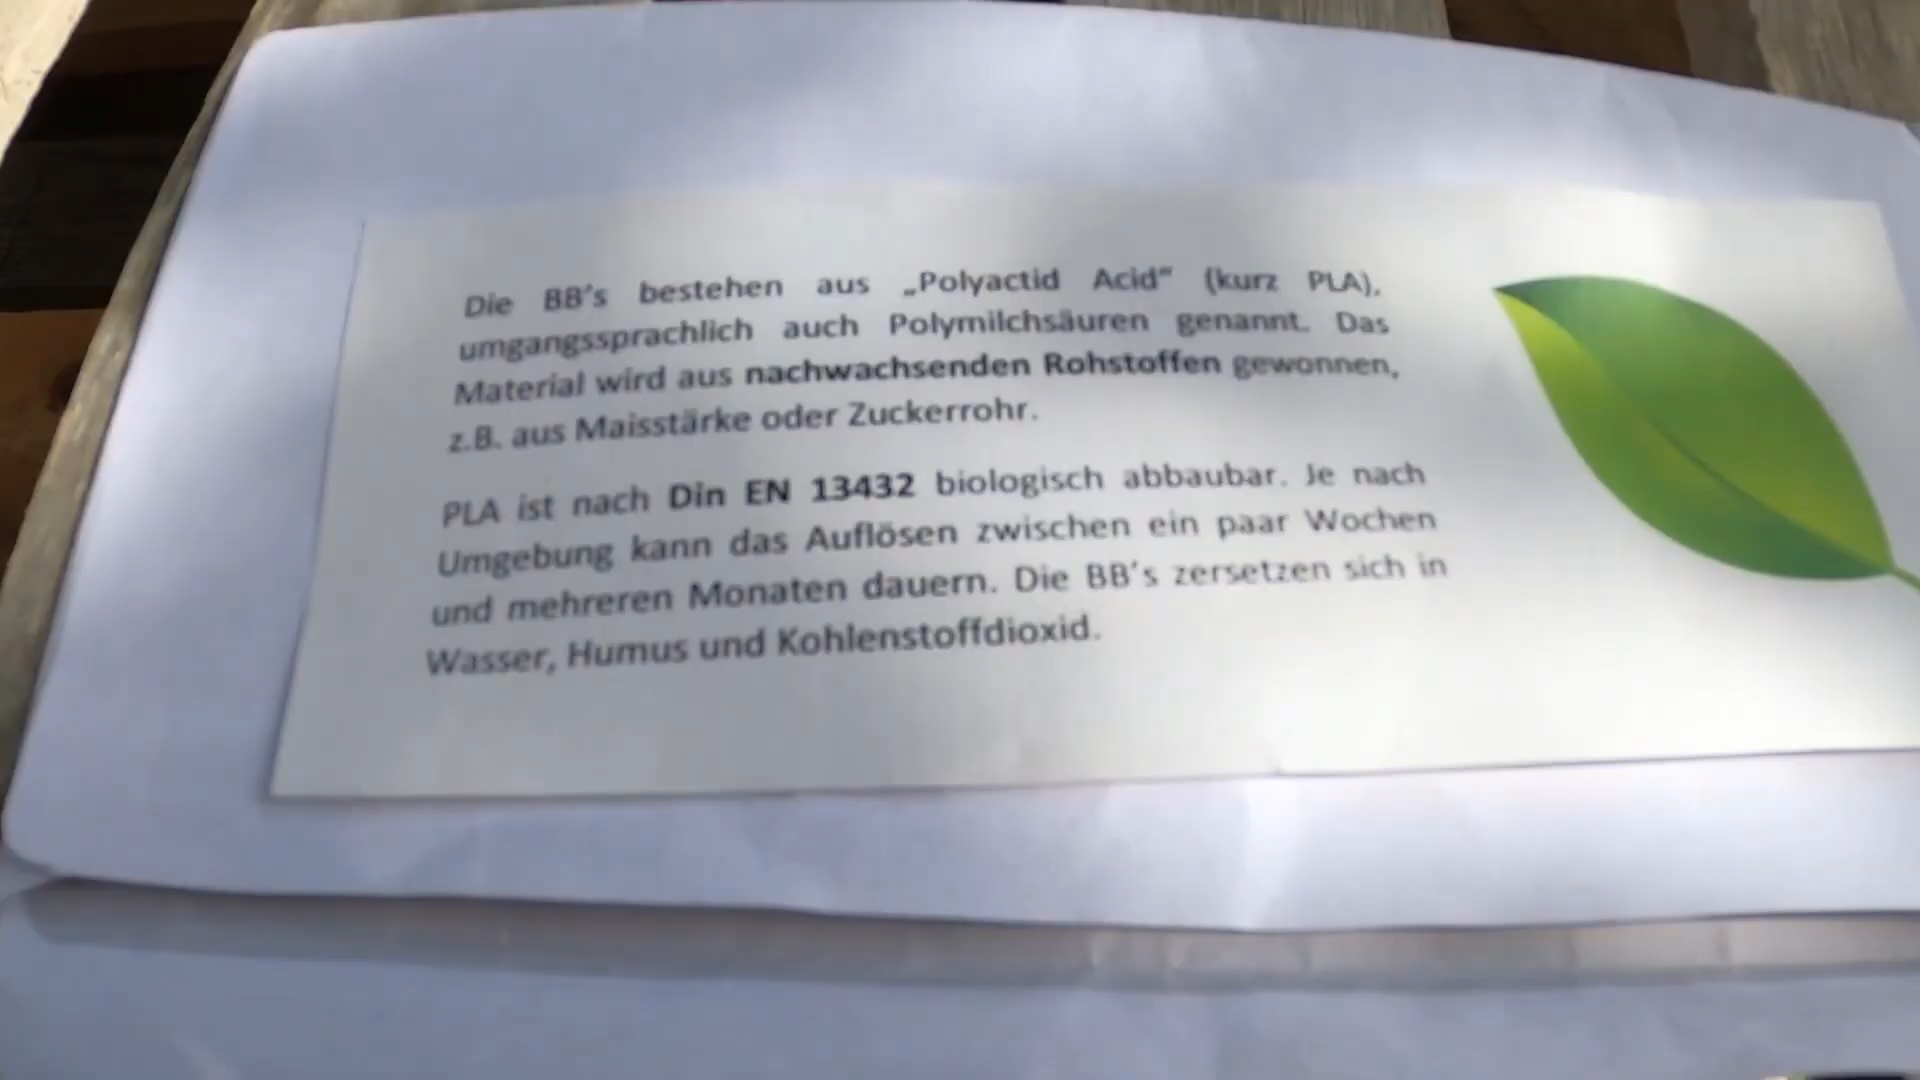 Die BB's bestehen aus „Polyactid Acid“ (kurz PLA),
umgangssprachlich auch Polymilchsäuren genannt. Das
Material wird aus nachwachsenden Rohstoffen gewonnen,
z.B. aus Maisstärke oder Zuckerrohr.
PLA ist nach Din EN 13432 biologisch abbaubar. Je nach
Umgebung kann das Auflösen zwischen ein paar Wochen
und mehreren Monaten dauern. Die BB's zersetzen sich in
Wasser, Humus und Kohlenstoffdioxid.